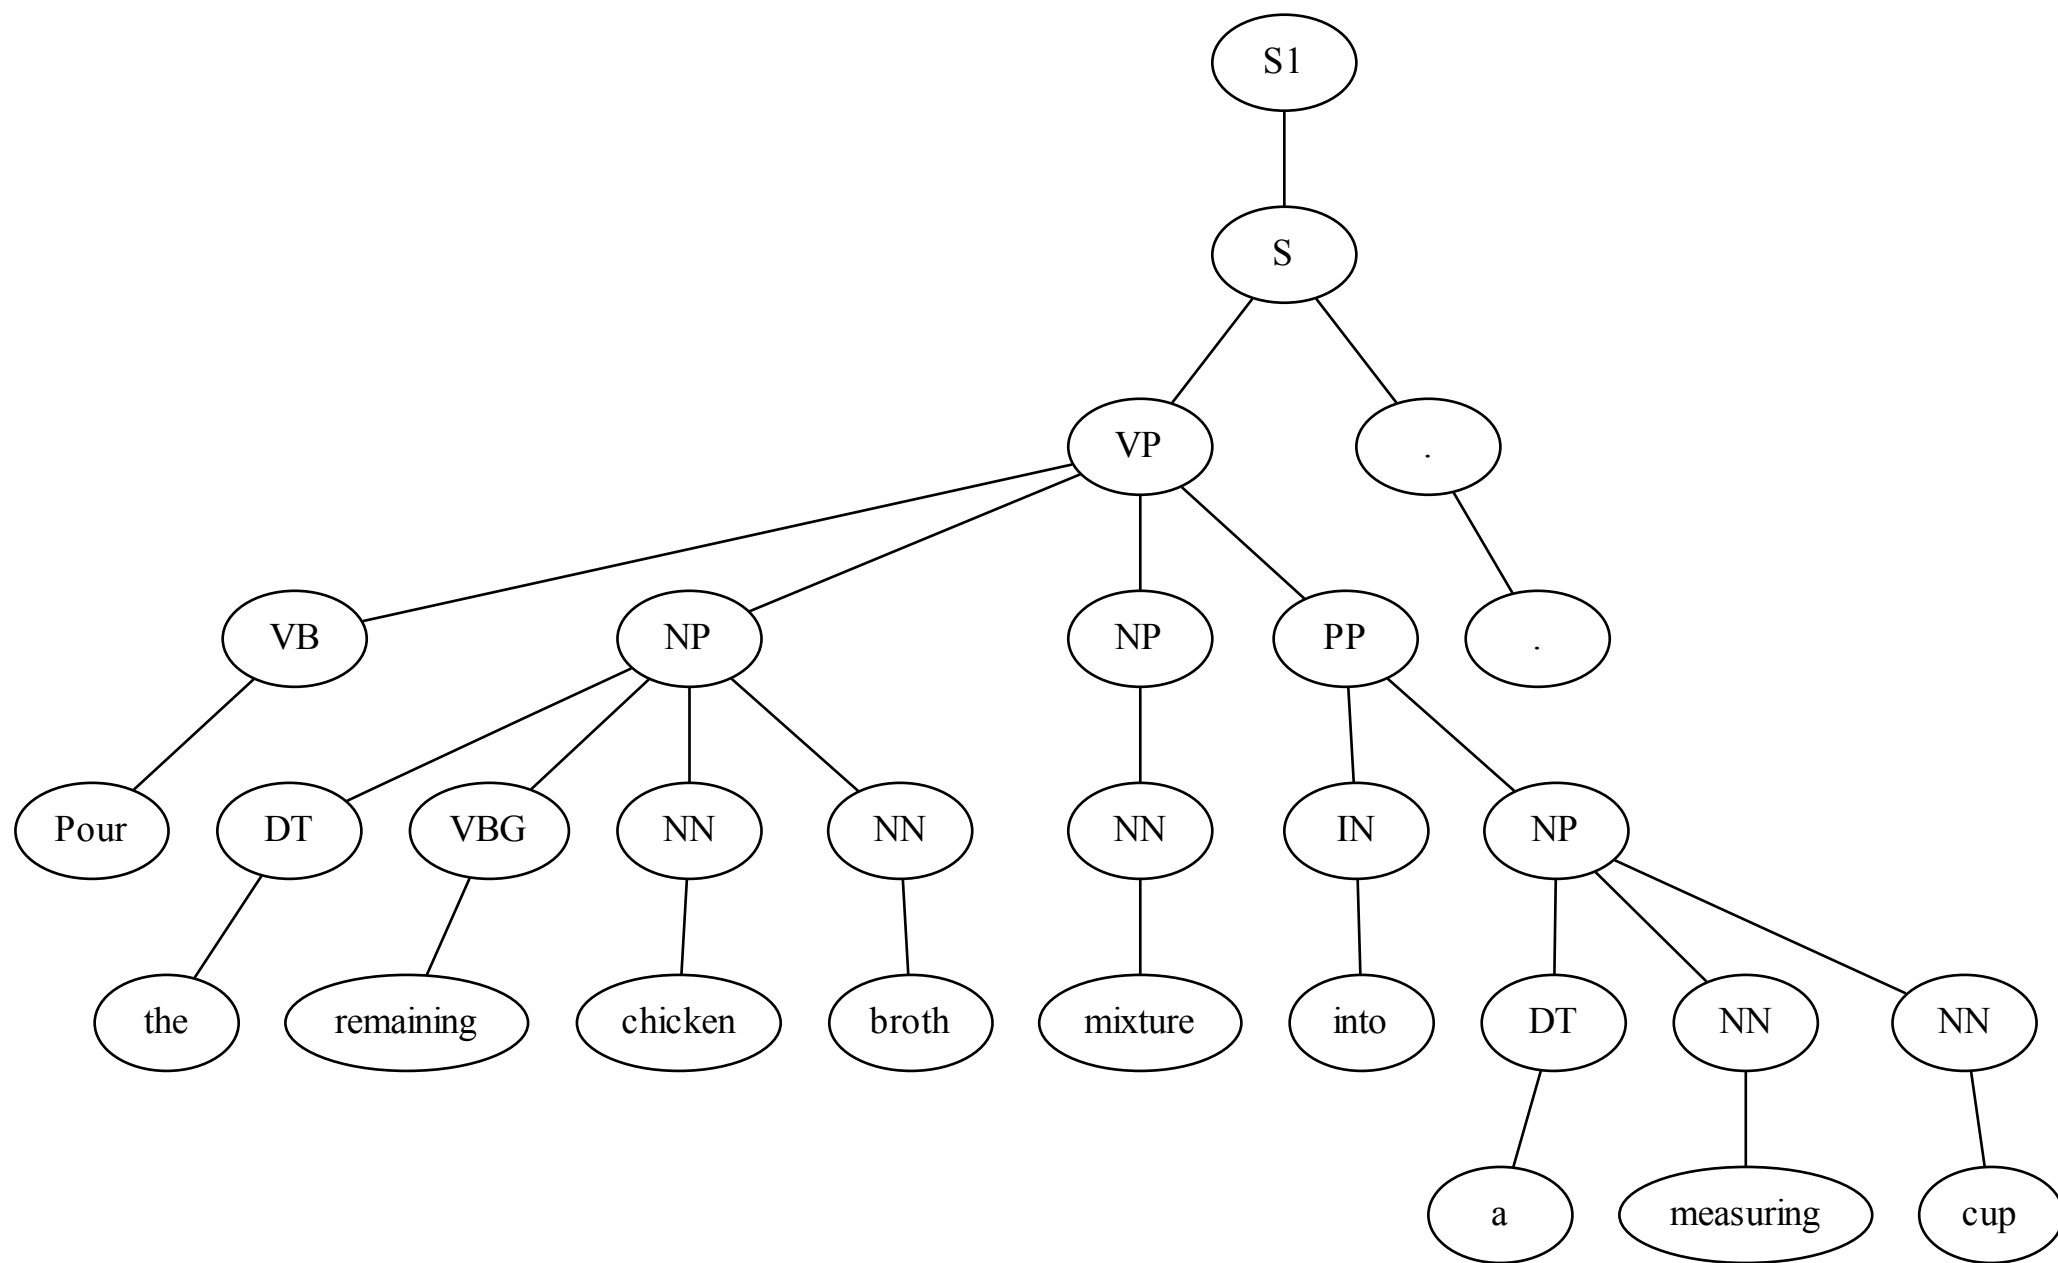 S1
S
VP .
VB NP NP PP .
Pour DT VBG NN NN NN IN NP
the remaining chicken broth mixture into DT NN NN
a measuring cup